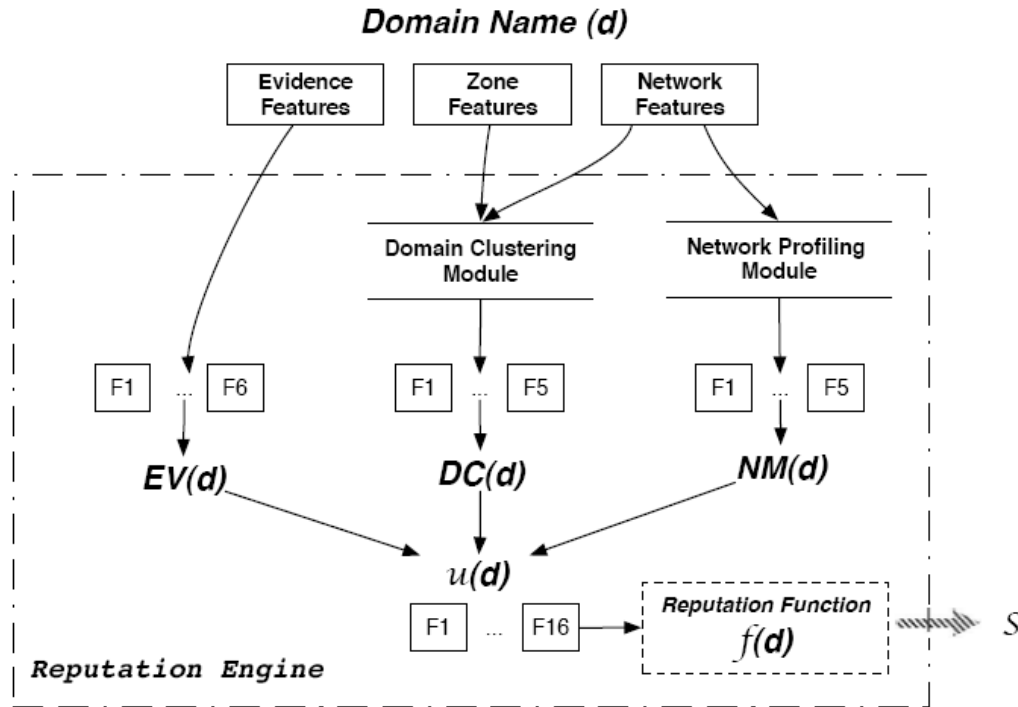 Domain Name (d)
Evidence Features
Zone Features
Network Features
Domain Clustering Module
Network Profiling Module
F1 ... F6
F1 ... F5
F1 ... F5
EV(d)
DC(d)
NM(d)
u(d)
F1 ... F16
Reputation Function
f(d)
S
Reputation Engine